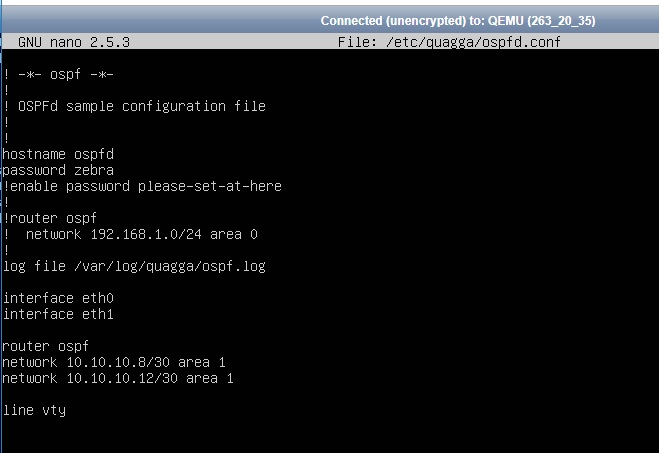 Connected (unencrypted) to: QEMU (263_20_35)
GNU nano 2.5.3 File: /etc/quagga/ospfd.conf
! -*- ospf -*-
!
! OSPFd sample configuration file
!
!
hostname ospfd
password zebra
!enable password please-set-at-here
!
!router ospf
!  network 192.168.1.0/24 area 0
!
log file /var/log/quagga/ospf.log
interface eth0
interface eth1
router ospf
network 10.10.10.8/30 area 1
network 10.10.10.12/30 area 1
line vty